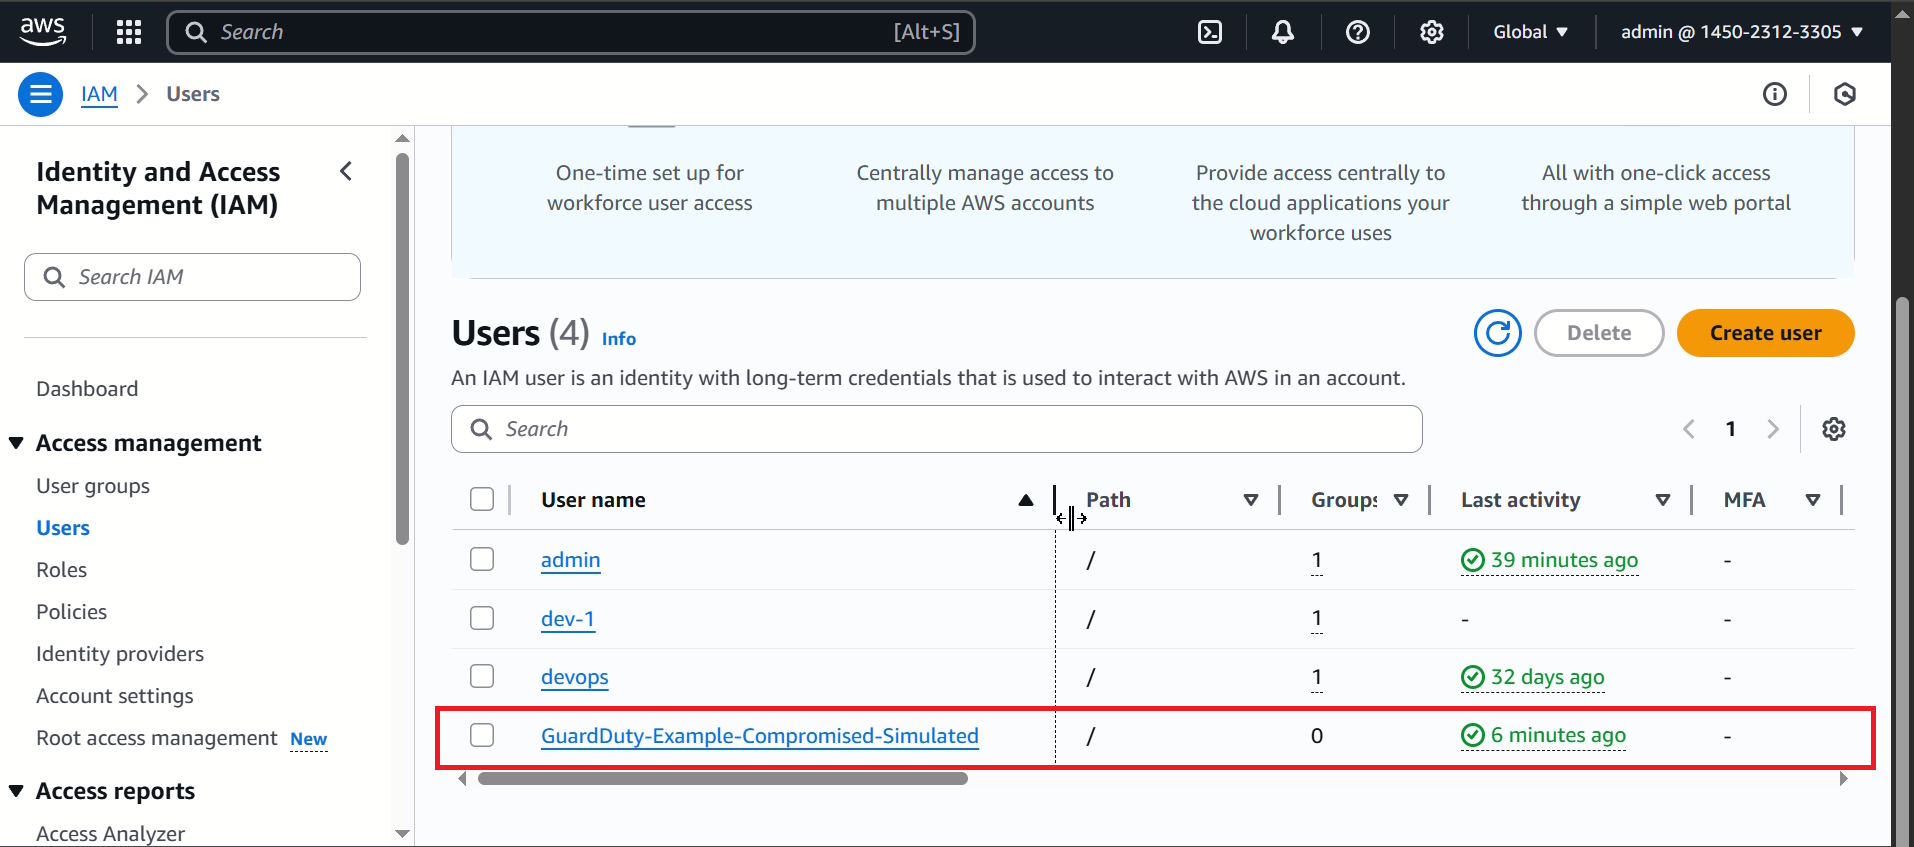 aws
Search [Alt+S]
Global
admin @ 1450-2312-3305
IAM > Users
Identity and Access
Management (IAM)
Search IAM
Dashboard
Access management
User groups
Users
Roles
Policies
Identity providers
Account settings
Root access management New
Access reports
Access Analyzer
One-time set up for
workforce user access
Centrally manage access to
multiple AWS accounts
Provide access centrally to
the cloud applications your
workforce uses
All with one-click access
through a simple web portal
Users (4) Info
Delete
Create user
An IAM user is an identity with long-term credentials that is used to interact with AWS in an account.
Search
1
User name Path Groups Last activity MFA
admin / 1 39 minutes ago -
dev-1 / 1 - -
devops / 1 32 days ago -
GuardDuty-Example-Compromised-Simulated / 0 6 minutes ago -